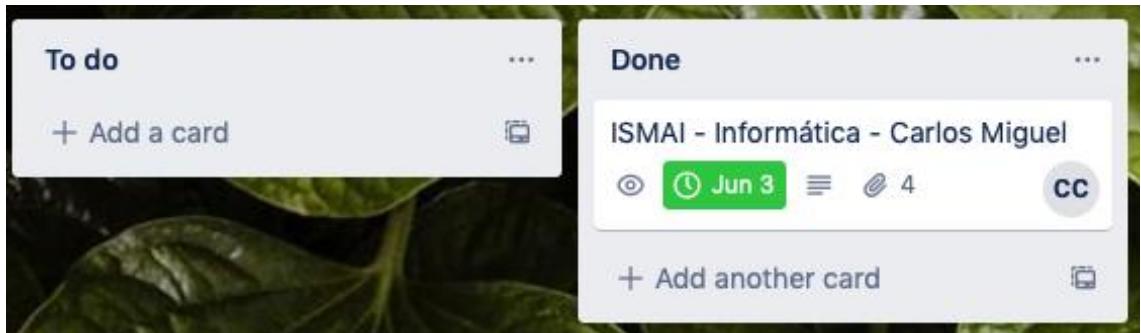 To do
...
+ Add a card
Done
...
ISMAI - Informática - Carlos Miguel
Jun 3
4
CC
+ Add another card